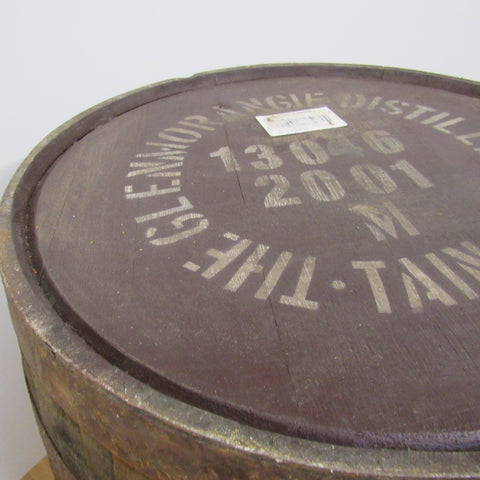 THE GLENMORANGIE DISTILL
TAIN
13046
2001
M